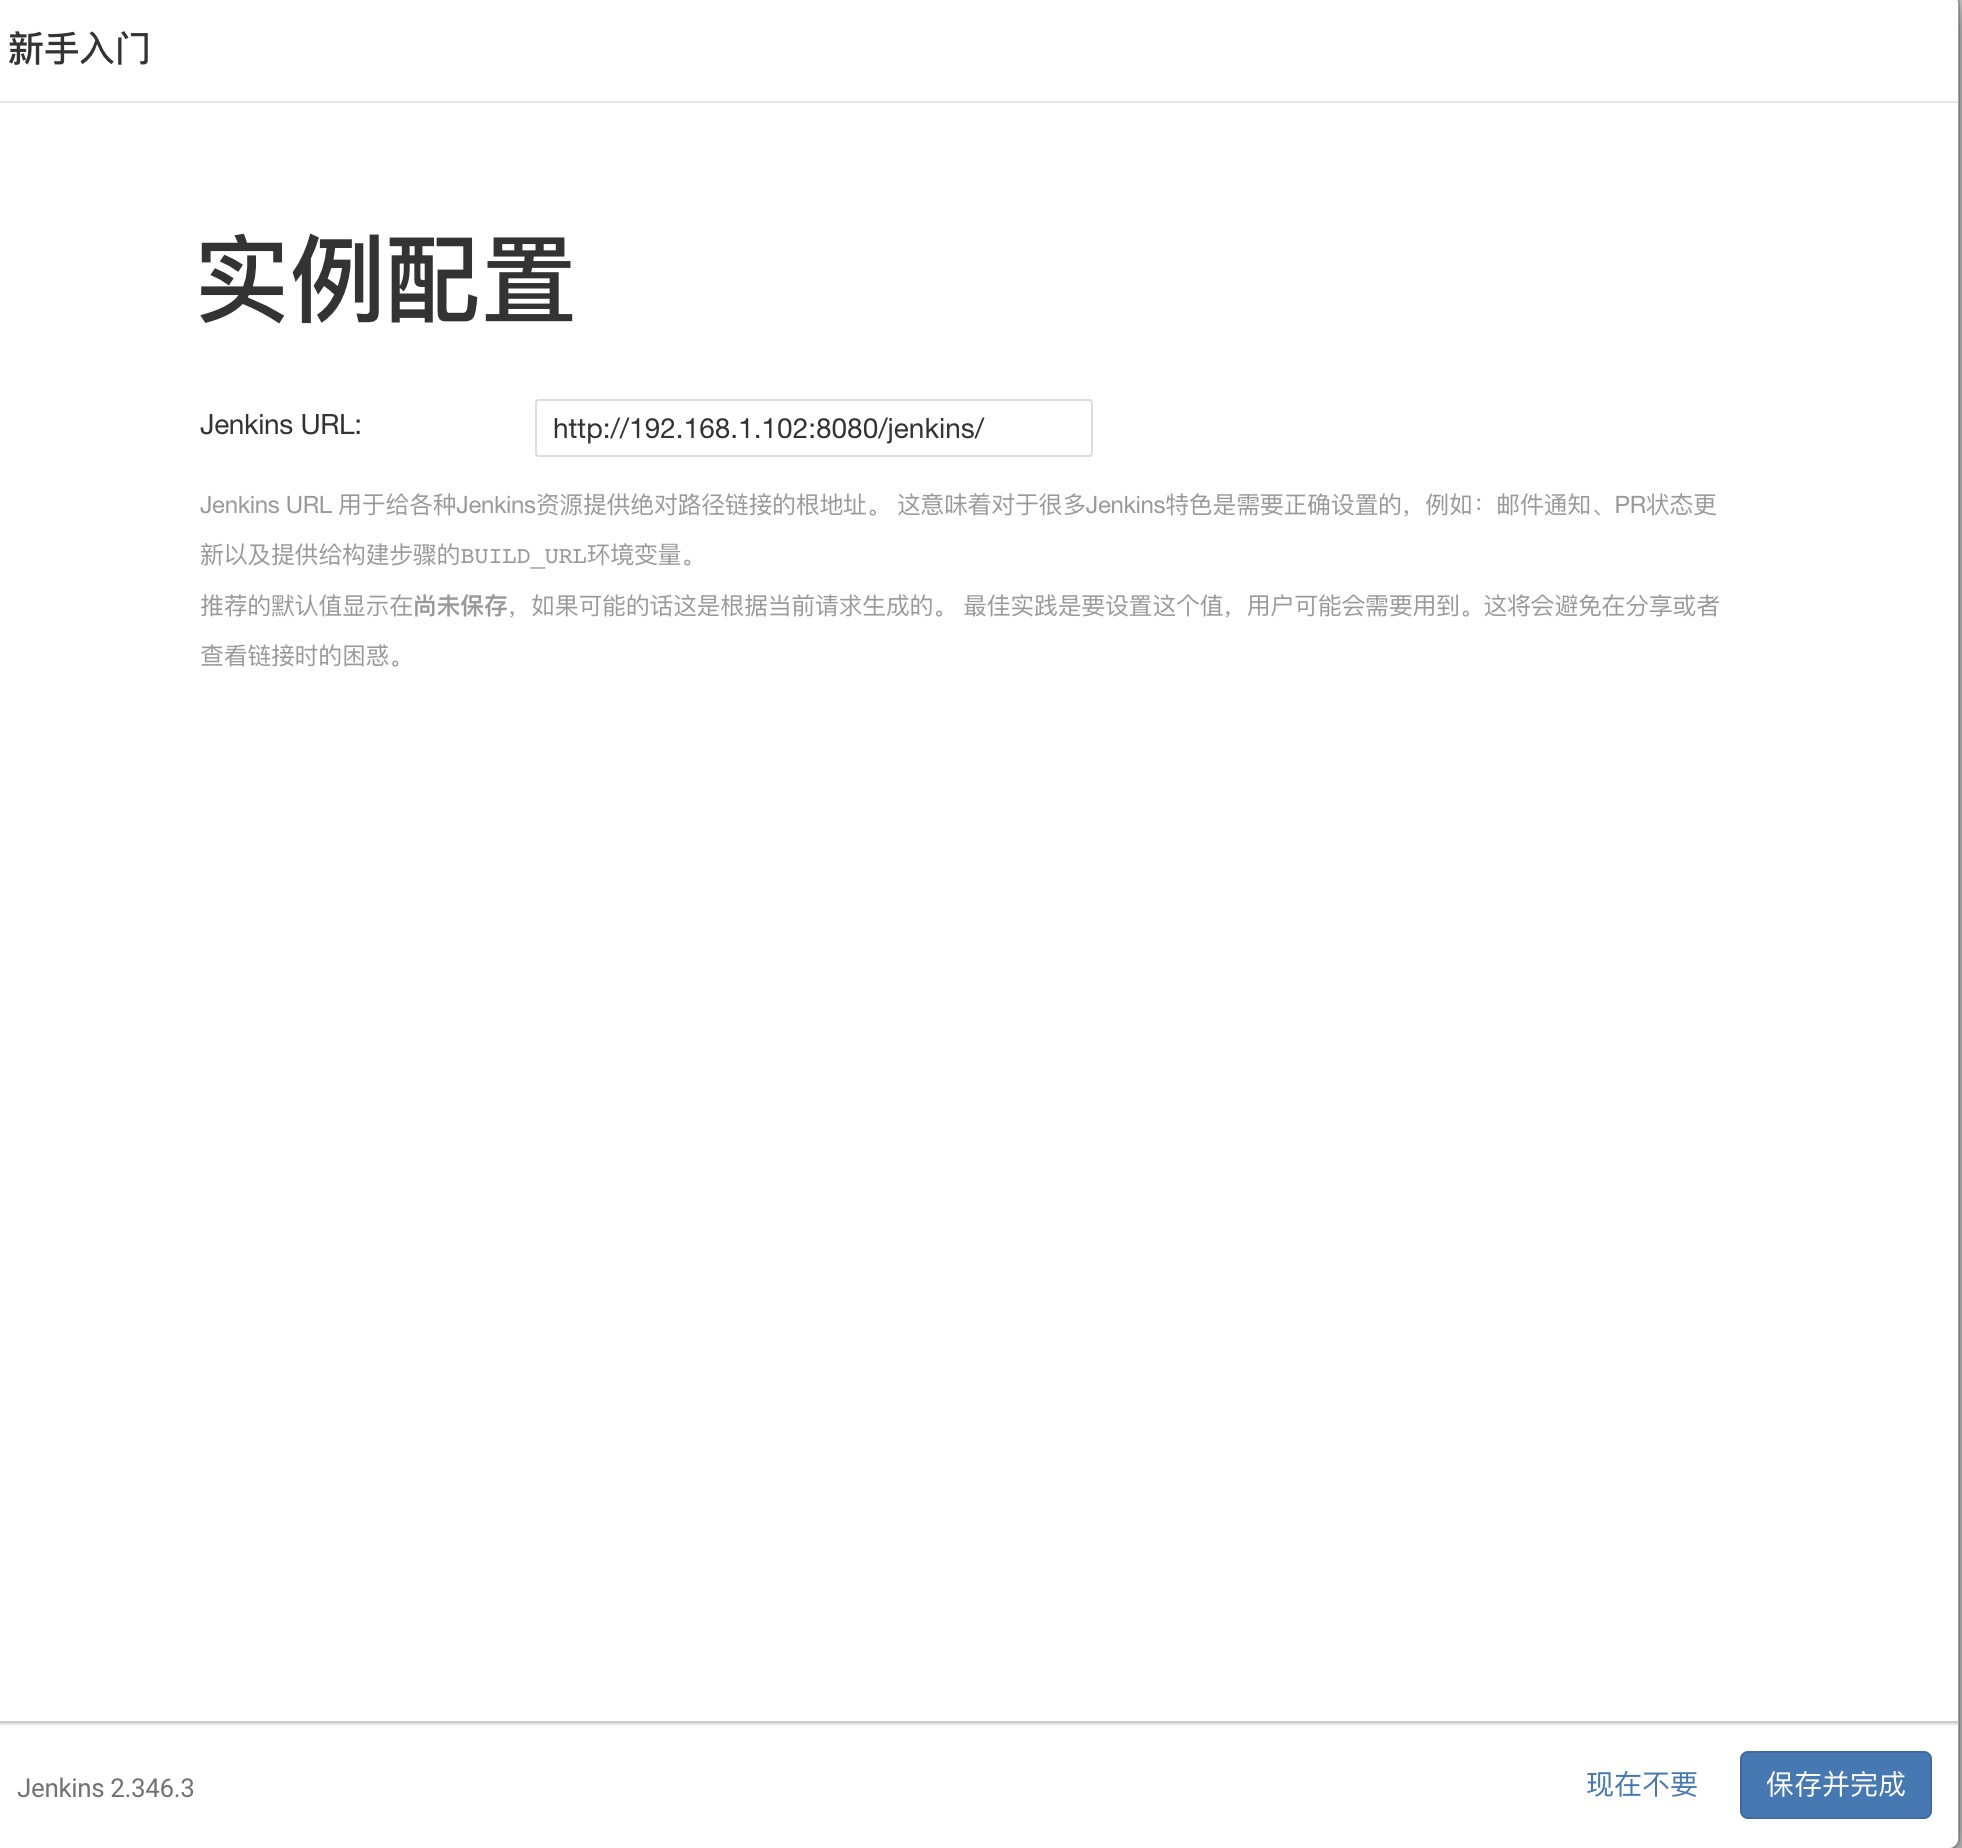 新手入门
实例配置
Jenkins URL:
http://192.168.1.102:8080/jenkins/
Jenkins URL 用于给各种Jenkins资源提供绝对路径链接的根地址。 这意味着对于很多Jenkins特色是需要正确设置的，例如：邮件通知、PR状态更
新以及提供给构建步骤的BUILD_URL环境变量。
推荐的默认值显示在尚未保存，如果可能的话这是根据当前请求生成的。 最佳实践是要设置这个值，用户可能会需要用到。这将会避免在分享或者
查看链接时的困惑。
Jenkins 2.346.3
现在不要
保存并完成